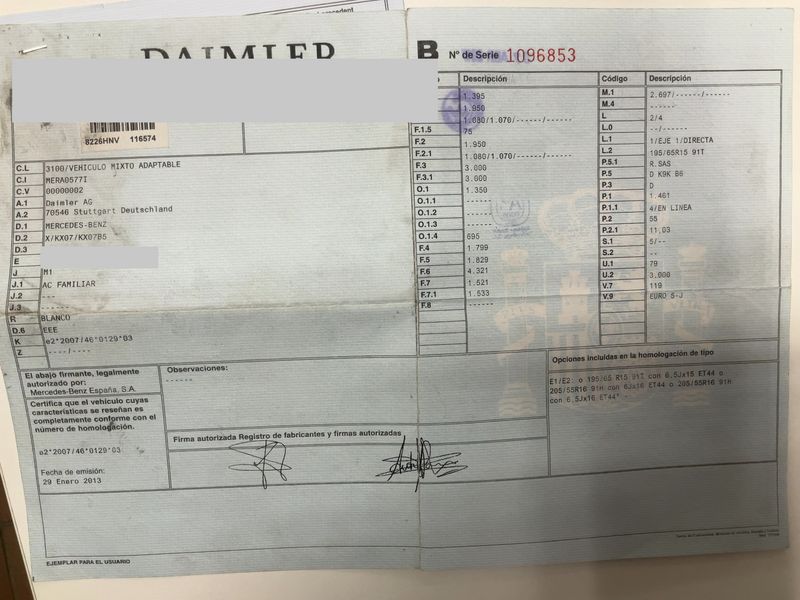 DAIMLER
B Nº de Serie 1096853
8226HNV 116574
C.L 3100/VEHICULO MIXTO ADAPTABLE
C.I MERA0577I
C.V 00000002
A.1 Daimler AG
A.2 70546 Stuttgart Deutschland
D.1 MERCEDES-BENZ
D.2 X/KX07/KX07B5
D.3
E
J M1
J.1 AC FAMILIAR
J.2 ---
J.3 ------
R BLANCO
D.6 EEE
K e2*2007/46*0129*03
Z ----/----
El abajo firmante, legalmente
autorizado por:
Mercedes-Benz España, S.A.
Certifica que el vehículo cuyas
características se reseñan es
completamente conforme con el
número de homologación.
e2*2007/46*0129*03
Fecha de emisión:
29 Enero 2013
EJEMPLAR PARA EL USUARIO
Observaciones:
------
Firma autorizada Registro de fabricantes y firmas autorizadas
Descripción
1.395
1.950
1.080/1.070/------/------
F.1.5 75
F.2 1.950
F.2.1 1.080/1.070/------/------
F.3 3.000
F.3.1 3.000
O.1 1.350
O.1.1 ------
O.1.2 ------
O.1.3 ------
O.1.4 695
F.4 1.799
F.5 1.829
F.6 4.321
F.7 1.521
F.7.1 1.533
F.8 ------
Código Descripción
M.1 2.697/------/------
M.4 ------
L 2/4
L.0 --/------
L.1 1/EJE 1/DIRECTA
L.2 195/65R15 91T
P.5.1 R.SAS
P.5 D K9K B6
P.3 D
P.1 1.461
P.1.1 4/EN LINEA
P.2 55
P.2.1 11,03
S.1 5/--
S.2 --
U.1 79
U.2 3.000
V.7 119
V.9 EURO 5-J
Opciones incluidas en la homologación de tipo
E1/E2: o 195/65 R15 91T con 6.5Jx15 ET44 o
205/55R16 91H con 6Jx16 ET44 o 205/55R16 91H
con 6.5Jx16 ET44*